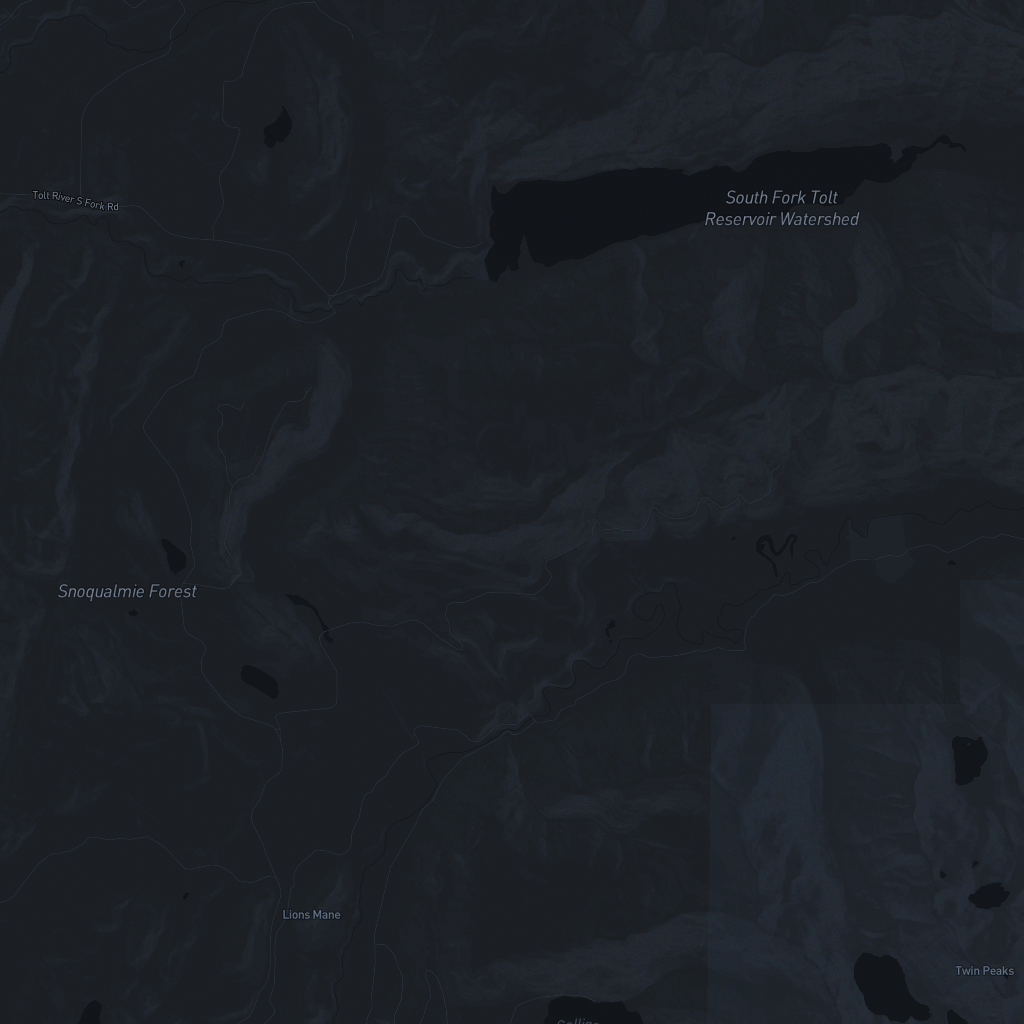 South Fork Tolt
Reservoir Watershed
Tolt River S Fork Rd
Snoqualmie Forest
Lions Mane
Twin Peaks